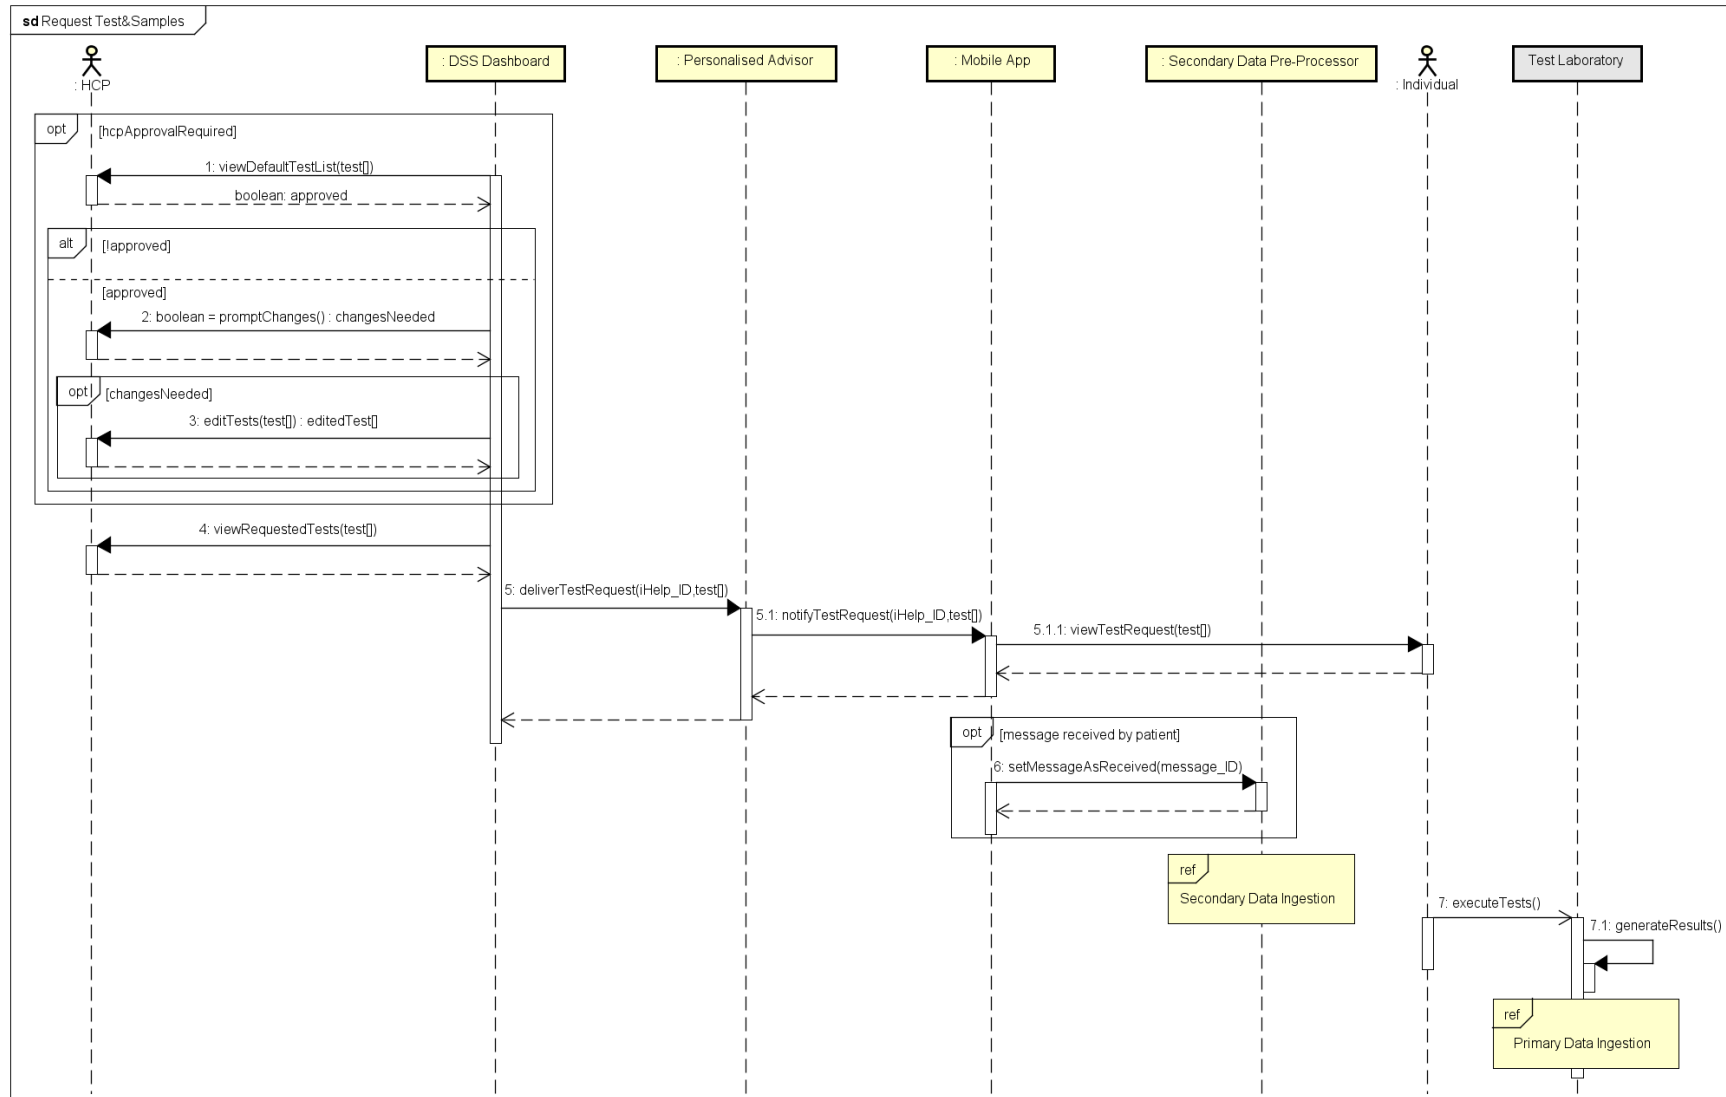 sd Request Test&Samples
: HCP
: DSS Dashboard
: Personalised Advisor
: Mobile App
: Secondary Data Pre-Processor
: Individual
Test Laboratory
opt
[hcpApprovalRequired]
1: viewDefaultTestList(test[])
boolean: approved
alt
[!approved]
[approved]
2: boolean = promptChanges() : changesNeeded
opt
[changesNeeded]
3: editTests(test[]) : editedTest[]
4: viewRequestedTests(test[])
5: deliverTestRequest(iHelp_ID,test[])
5.1: notifyTestRequest(iHelp_ID,test[])
5.1.1: viewTestRequest(test[])
opt
[message received by patient]
6: setMessageAsReceived(message_ID)
ref
Secondary Data Ingestion
7: executeTests()
7.1: generateResults()
ref
Primary Data Ingestion